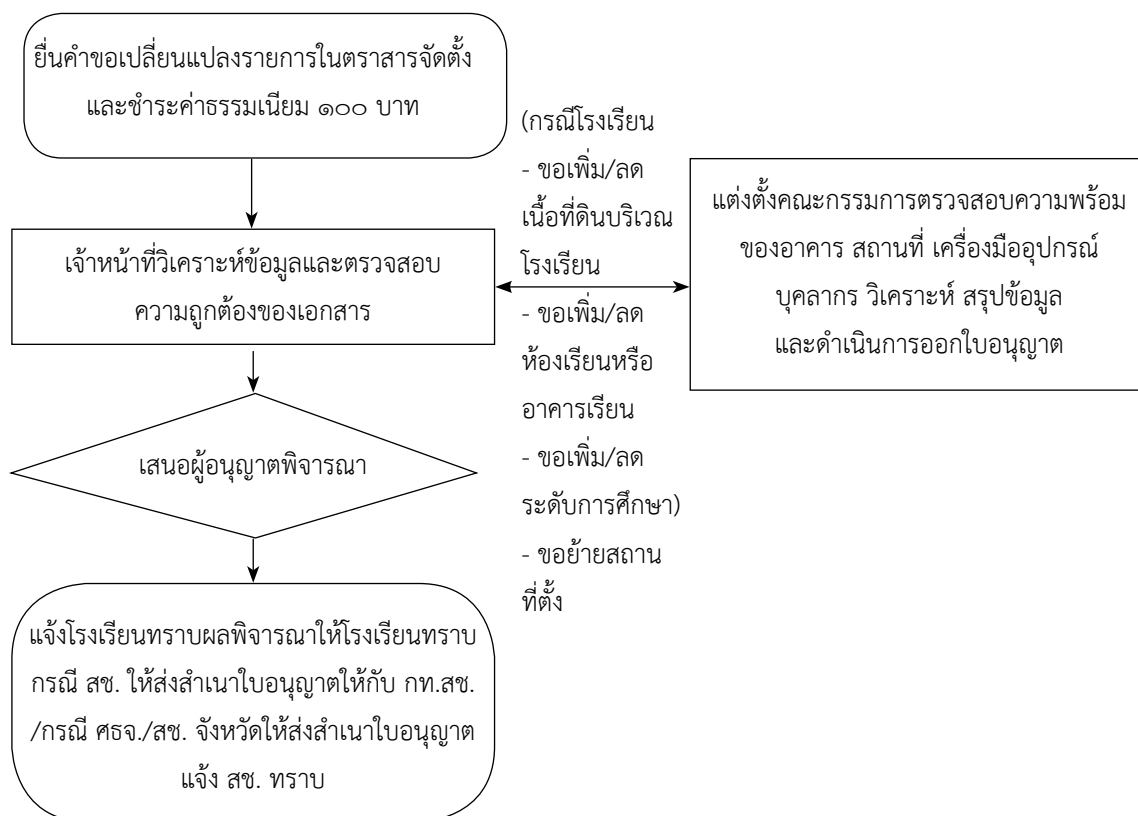 ยื่นคำขอเปลี่ยนแปลงรายการในตราสารจัดตั้ง
และชำระค่าธรรมเนียม ๑๐๐ บาท
เจ้าหน้าที่วิเคราะห์ข้อมูลและตรวจสอบ
ความถูกต้องของเอกสาร
(กรณีโรงเรียน
- ขอเพิ่ม/ลด
เนื้อที่ดินบริเวณ
โรงเรียน
- ขอเพิ่ม/ลด
ห้องเรียนหรือ
อาคารเรียน
- ขอเพิ่ม/ลด
ระดับการศึกษา)
- ขอย้ายสถาน
ที่ตั้ง
แต่งตั้งคณะกรรมการตรวจสอบความพร้อม
ของอาคาร สถานที่ เครื่องมืออุปกรณ์
บุคลากร วิเคราะห์ สรุปข้อมูล
และดำเนินการออกใบอนุญาต
เสนอผู้อนุญาตพิจารณา
แจ้งโรงเรียนทราบผลพิจารณาให้โรงเรียนทราบ
กรณี สช. ให้ส่งสำเนาใบอนุญาตให้กับ กท.สช.
/กรณี ศธจ./สช. จังหวัดให้ส่งสำเนาใบอนุญาต
แจ้ง สช. ทราบ